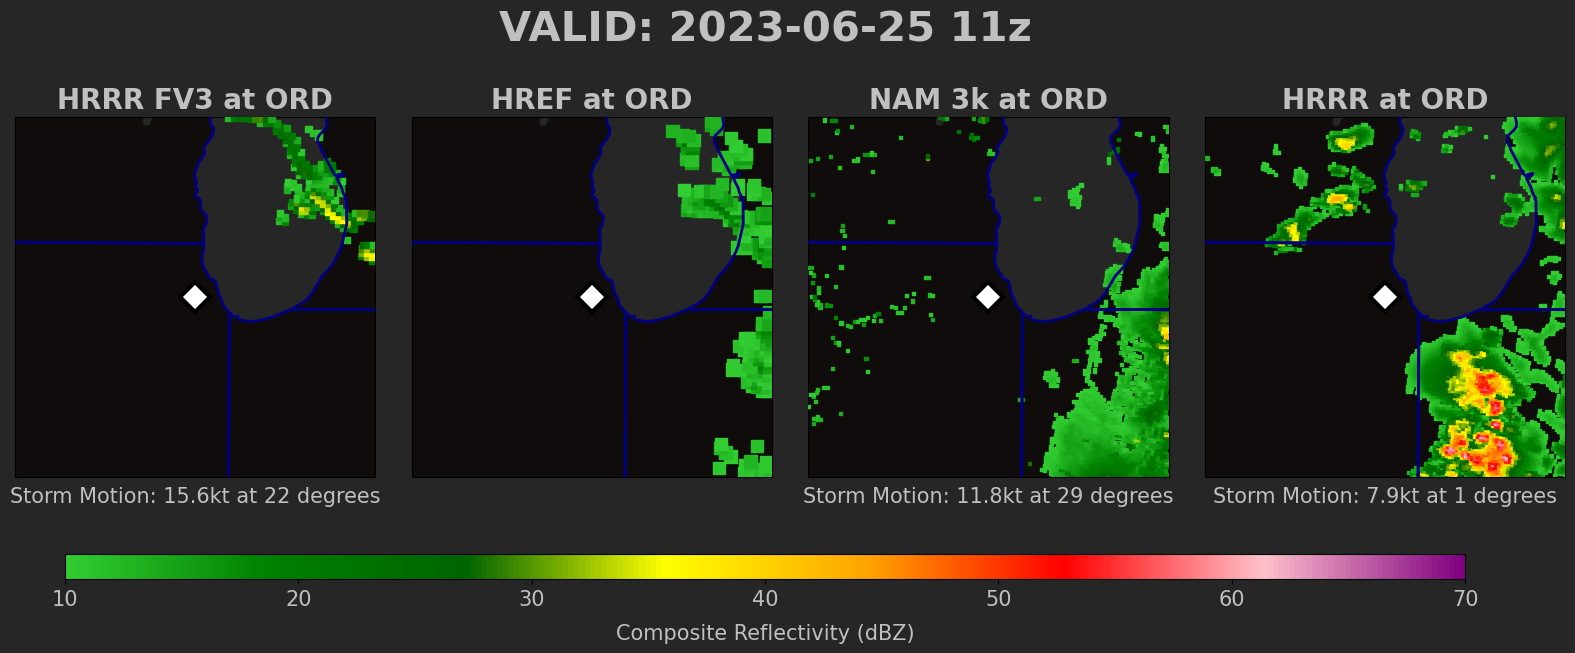 VALID: 2023-06-25 11z
HRRR FV3 at ORD
HREF at ORD
NAM 3k at ORD
HRRR at ORD
Storm Motion: 15.6kt at 22 degrees
Storm Motion: 11.8kt at 29 degrees
Storm Motion: 7.9kt at 1 degrees
10 20 30 40 50 60 70
Composite Reflectivity (dBZ)